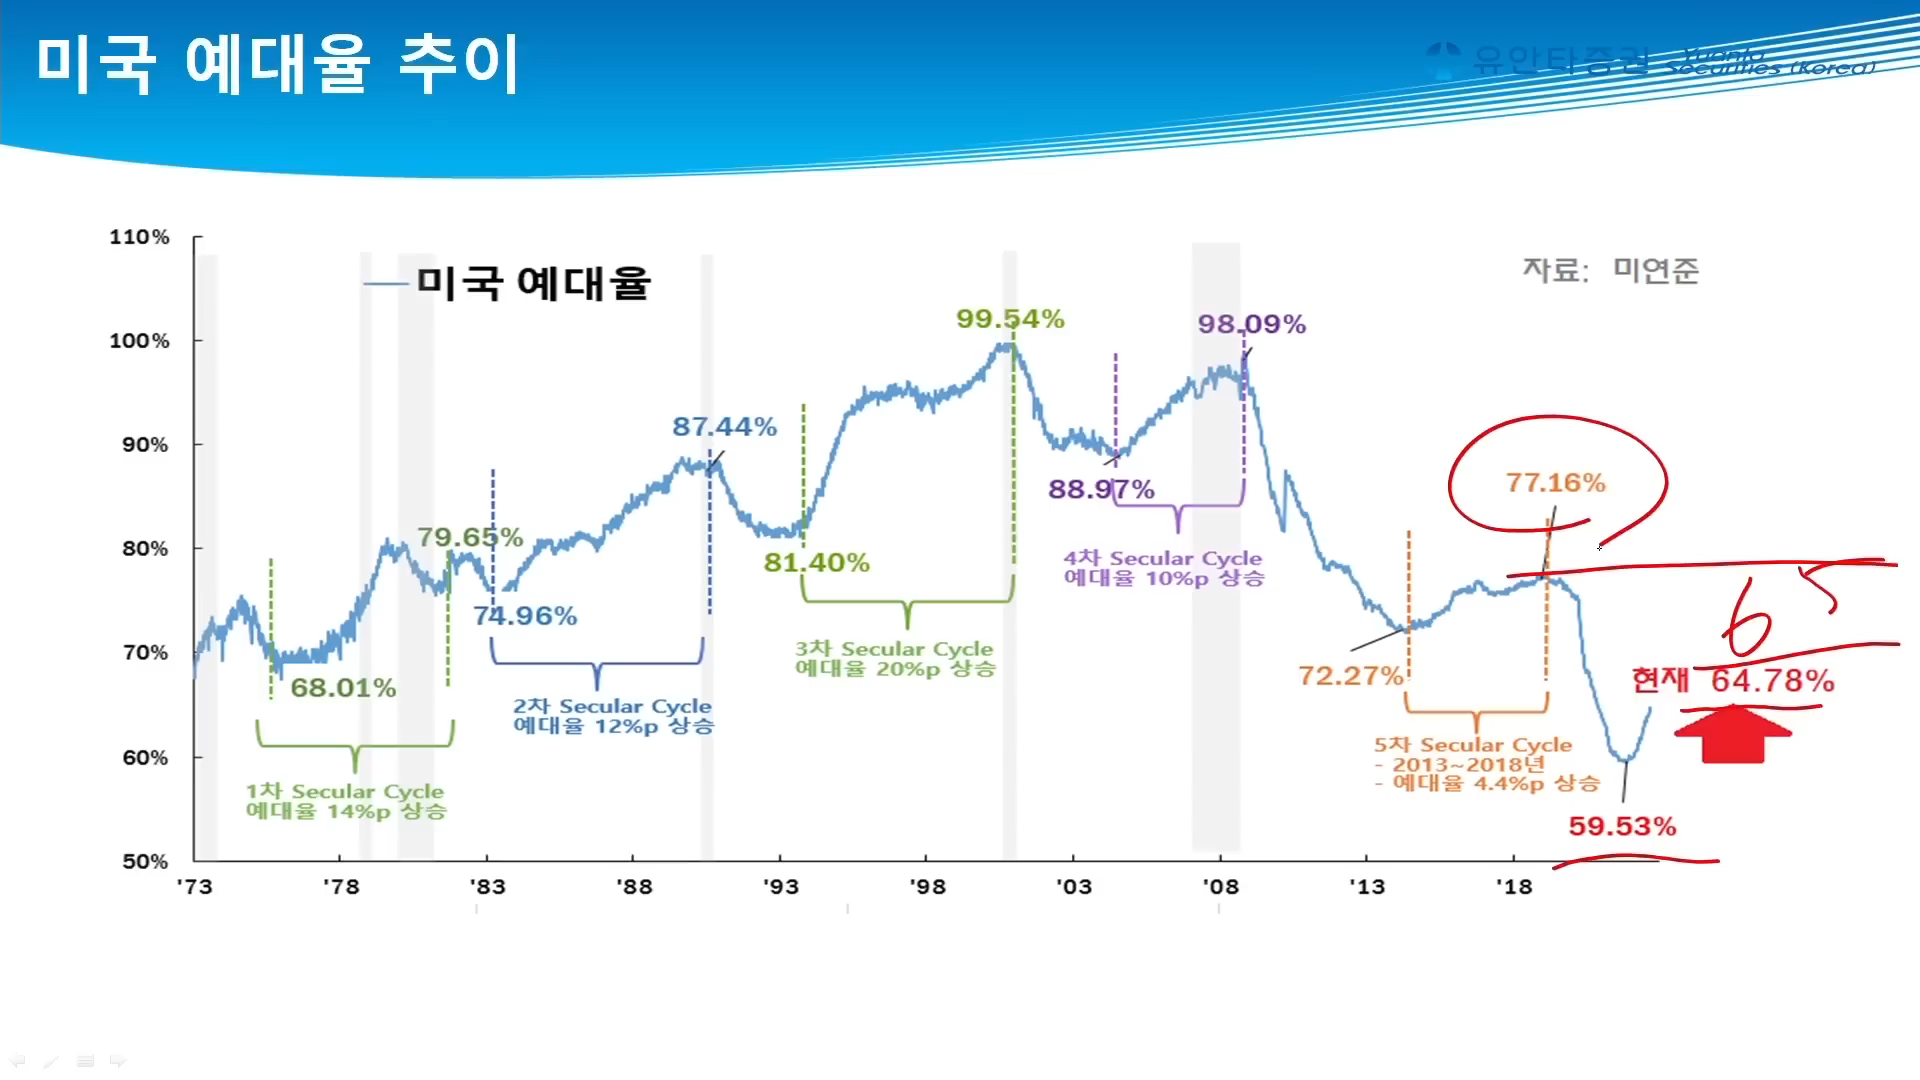 미국 예대율 추이
유안타증권 Yuanta Securities (Korea)
110%
100%
90%
80%
70%
60%
50%
미국 예대율
자료: 미연준
99.54%
98.09%
87.44%
77.16%
88.97%
79.65%
81.40%
74.96%
68.01%
72.27%
65
현재 64.78%
59.53%
1차 Secular Cycle
예대율 14%p 상승
2차 Secular Cycle
예대율 12%p 상승
3차 Secular Cycle
예대율 20%p 상승
4차 Secular Cycle
예대율 10%p 상승
5차 Secular Cycle
- 2013~2018년
- 예대율 4.4%p 상승
'73 '78 '83 '88 '93 '98 '03 '08 '13 '18